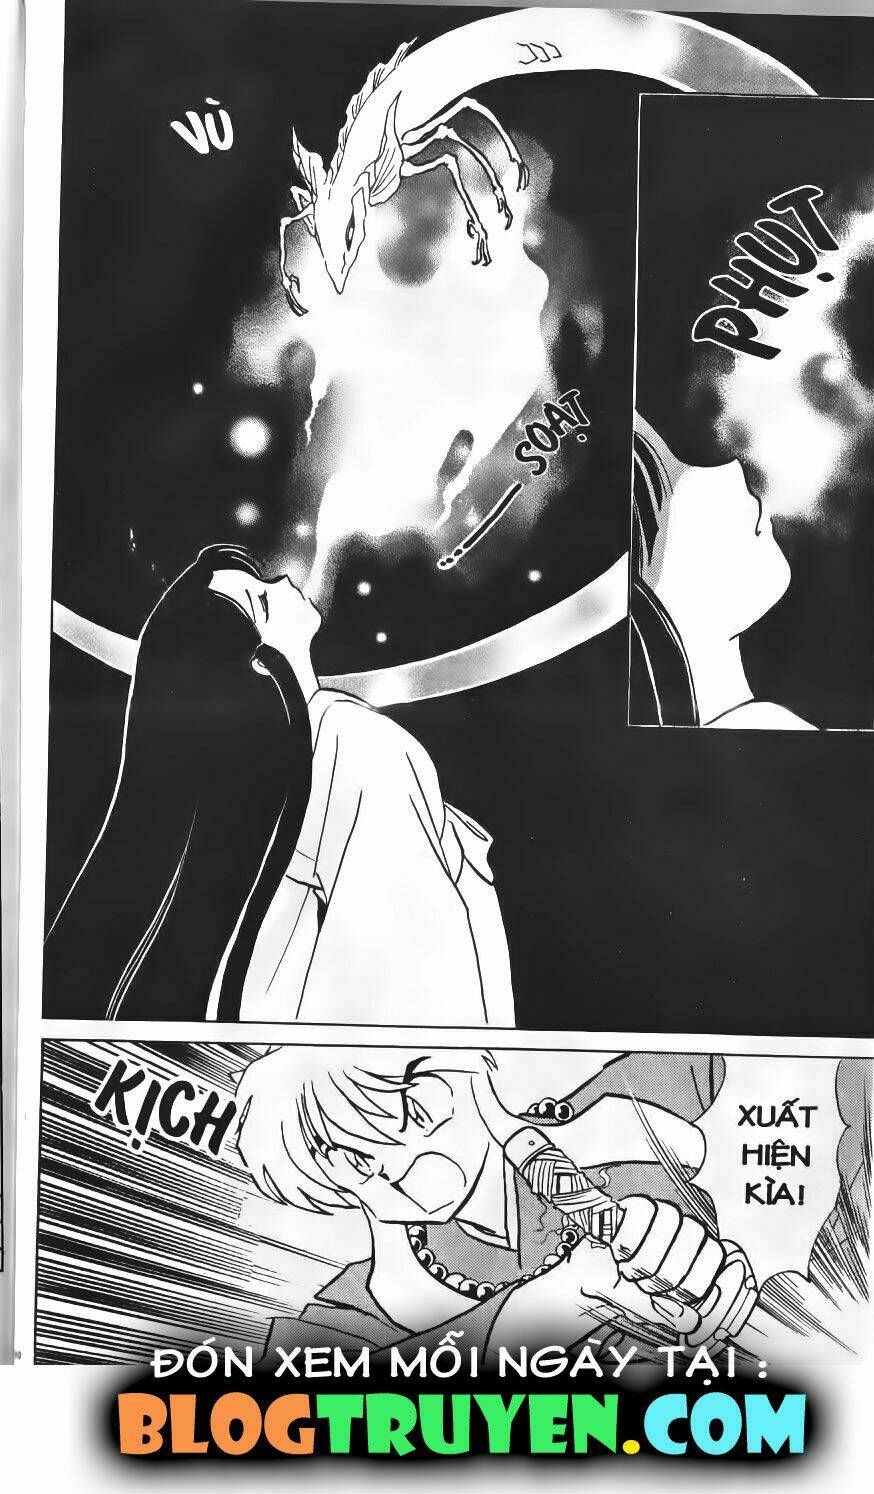 VÙ
PHỤT
SOẠT
KỊCH
XUẤT
HIỆN
KÌA!
ĐÓN XEM MỖI NGÀY TẠI :
BLOGTRUYEN.COM